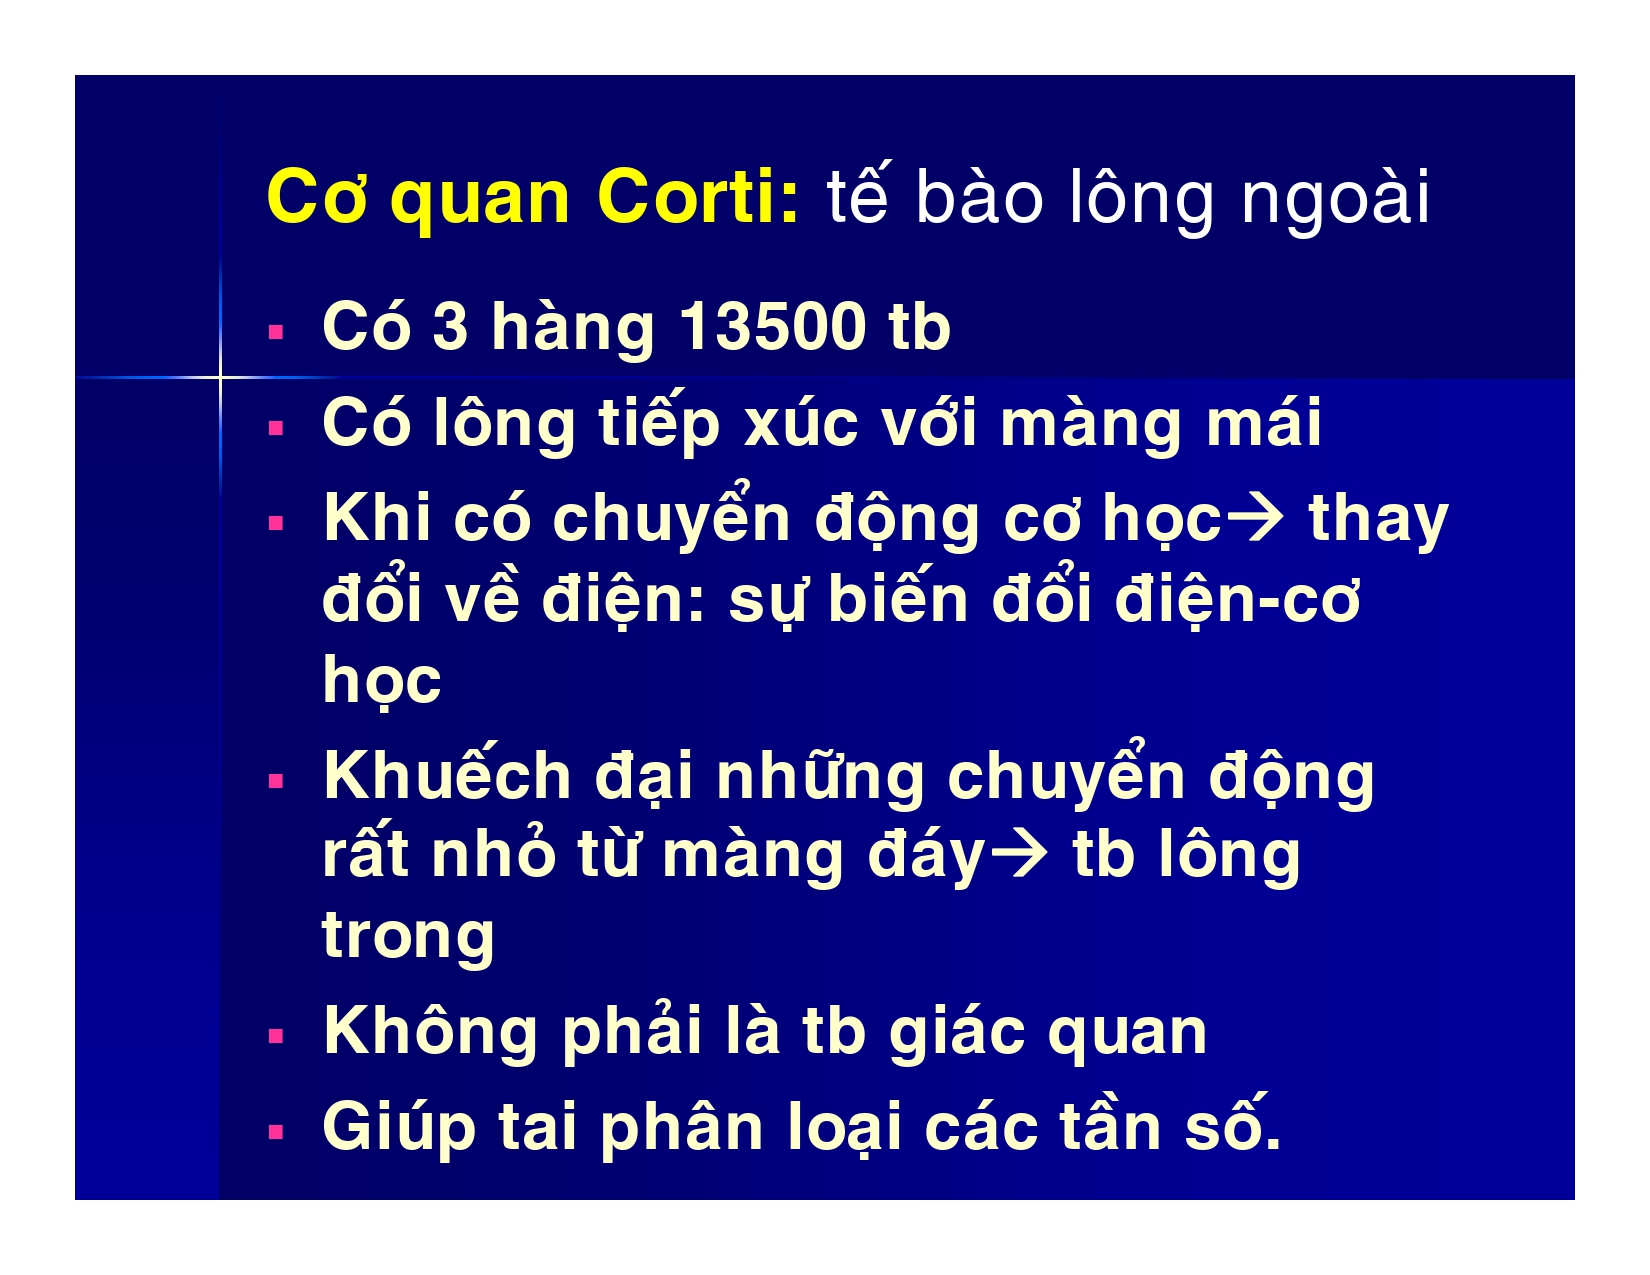 Cơ quan Corti: tế bào lông ngoài
▪ Có 3 hàng 13500 tb
▪ Có lông tiếp xúc với màng mái
▪ Khi có chuyển động cơ học→ thay
đổi về điện: sự biến đổi điện-cơ
học
▪ Khuếch đại những chuyển động
rất nhỏ từ màng đáy→ tb lông
trong
▪ Không phải là tb giác quan
▪ Giúp tai phân loại các tần số.